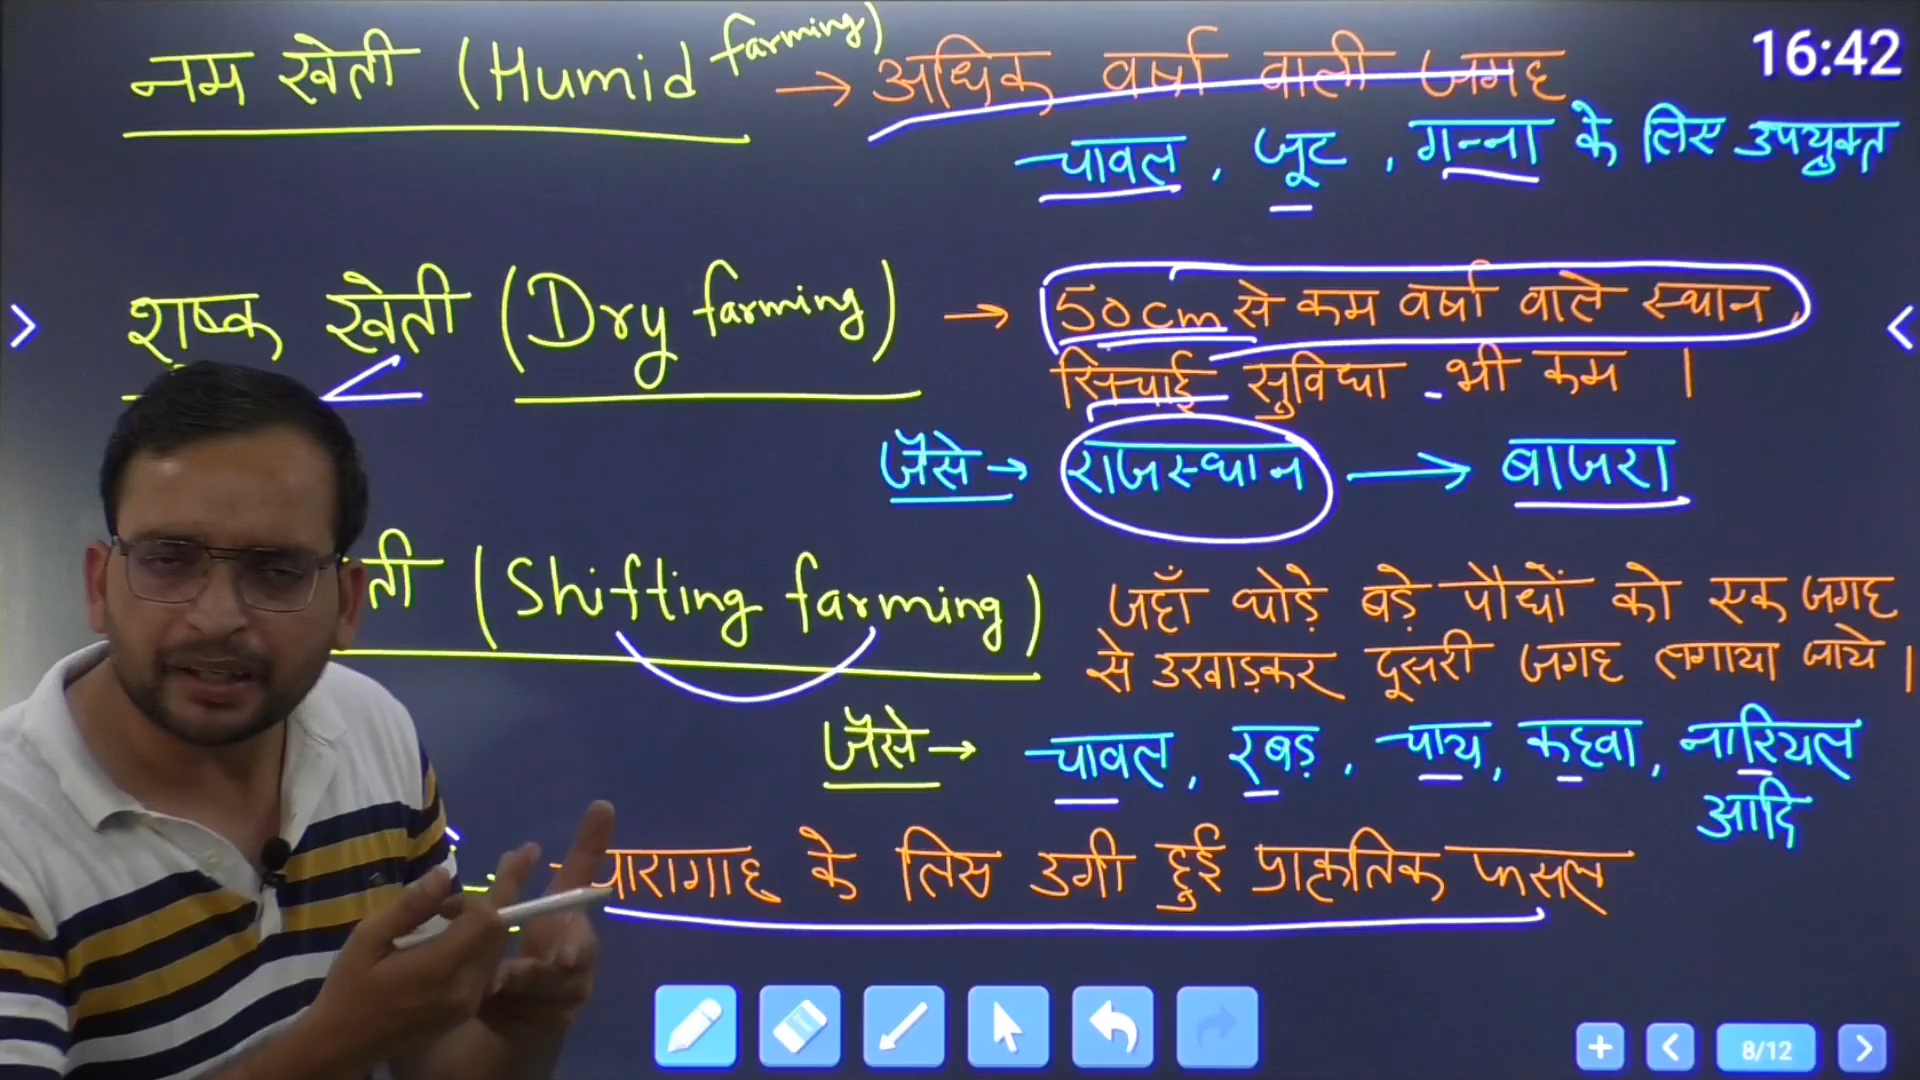 16:42
नम खेती (Humid farming) → अधिक वर्षा वाली जगह
चावल, जूट, गन्ना के लिए उपयुक्त
शुष्क खेती (Dry farming) → 50cm से कम वर्षा वाले स्थान,
सिंचाई सुविधा भी कम ।
जैसे → राजस्थान → बाजरा
ती (Shifting farming) जहाँ थोड़े बड़े पौधों को एक जगह
से उखाड़कर दूसरी जगह लगाया जाये ।
जैसे → चावल, रबड़, चाय, कहवा, नारियल
आदि
चारागाह के लिए उगी हुई प्राकृतिक फसल
8/12